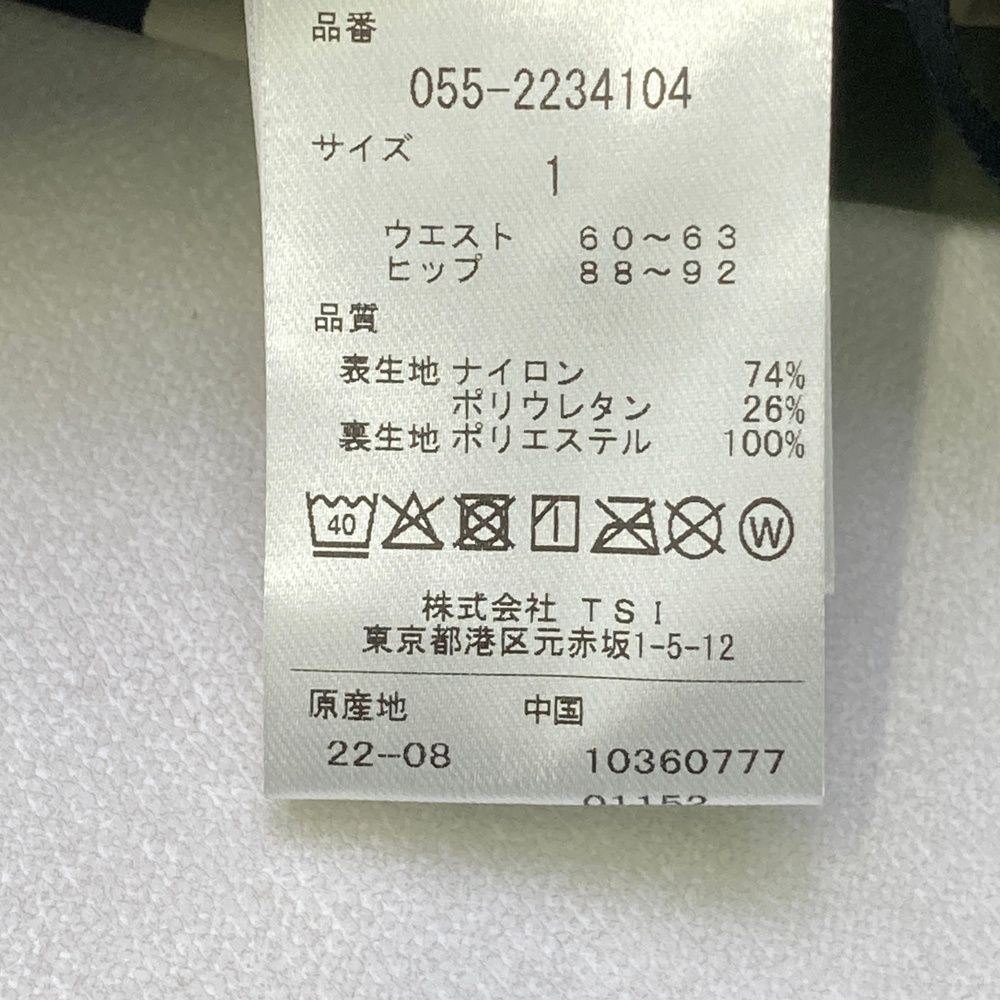 品番
055-2234104
サイズ
1
ウエスト 60～63
ヒップ 88～92
品質
表生地 ナイロン 74%
ポリウレタン 26%
裏生地 ポリエステル 100%
40 W
株式会社 TSI
東京都港区元赤坂1-5-12
原産地 中国
22--08 10360777